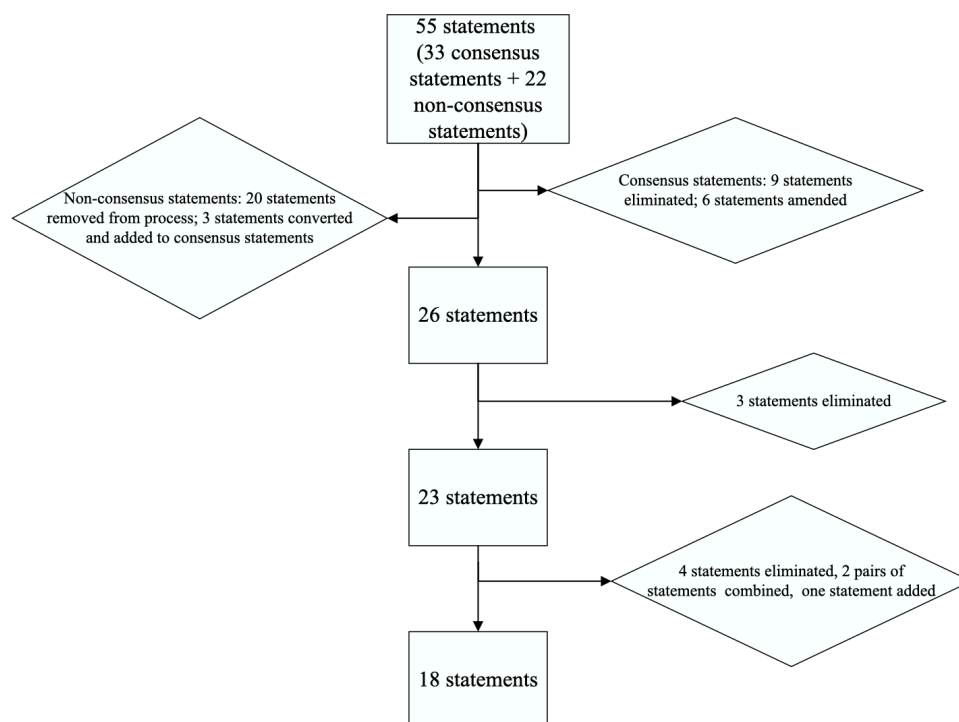 55 statements
(33 consensus
statements + 22
non-consensus
statements)
Non-consensus statements: 20 statements
removed from process; 3 statements converted
and added to consensus statements
Consensus statements: 9 statements
eliminated; 6 statements amended
26 statements
3 statements eliminated
23 statements
4 statements eliminated, 2 pairs of
statements combined, one statement added
18 statements